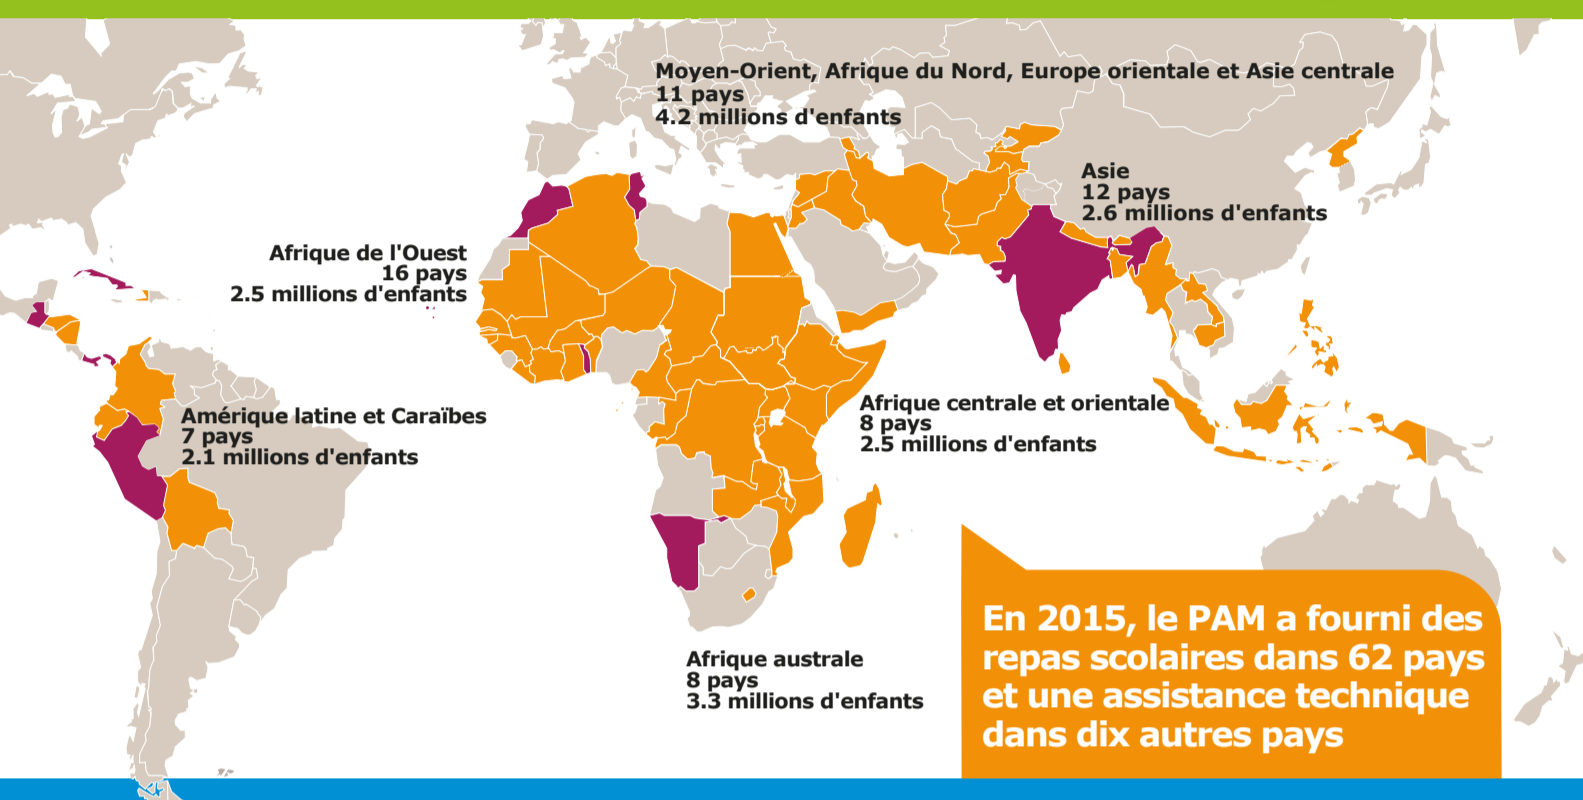 Moyen-Orient, Afrique du Nord, Europe orientale et Asie centrale
11 pays
4.2 millions d'enfants
Asie
12 pays
2.6 millions d'enfants
Afrique de l'Ouest
16 pays
2.5 millions d'enfants
Amérique latine et Caraïbes
7 pays
2.1 millions d'enfants
Afrique centrale et orientale
8 pays
2.5 millions d'enfants
Afrique australe
8 pays
3.3 millions d'enfants
En 2015, le PAM a fourni des
repas scolaires dans 62 pays
et une assistance technique
dans dix autres pays